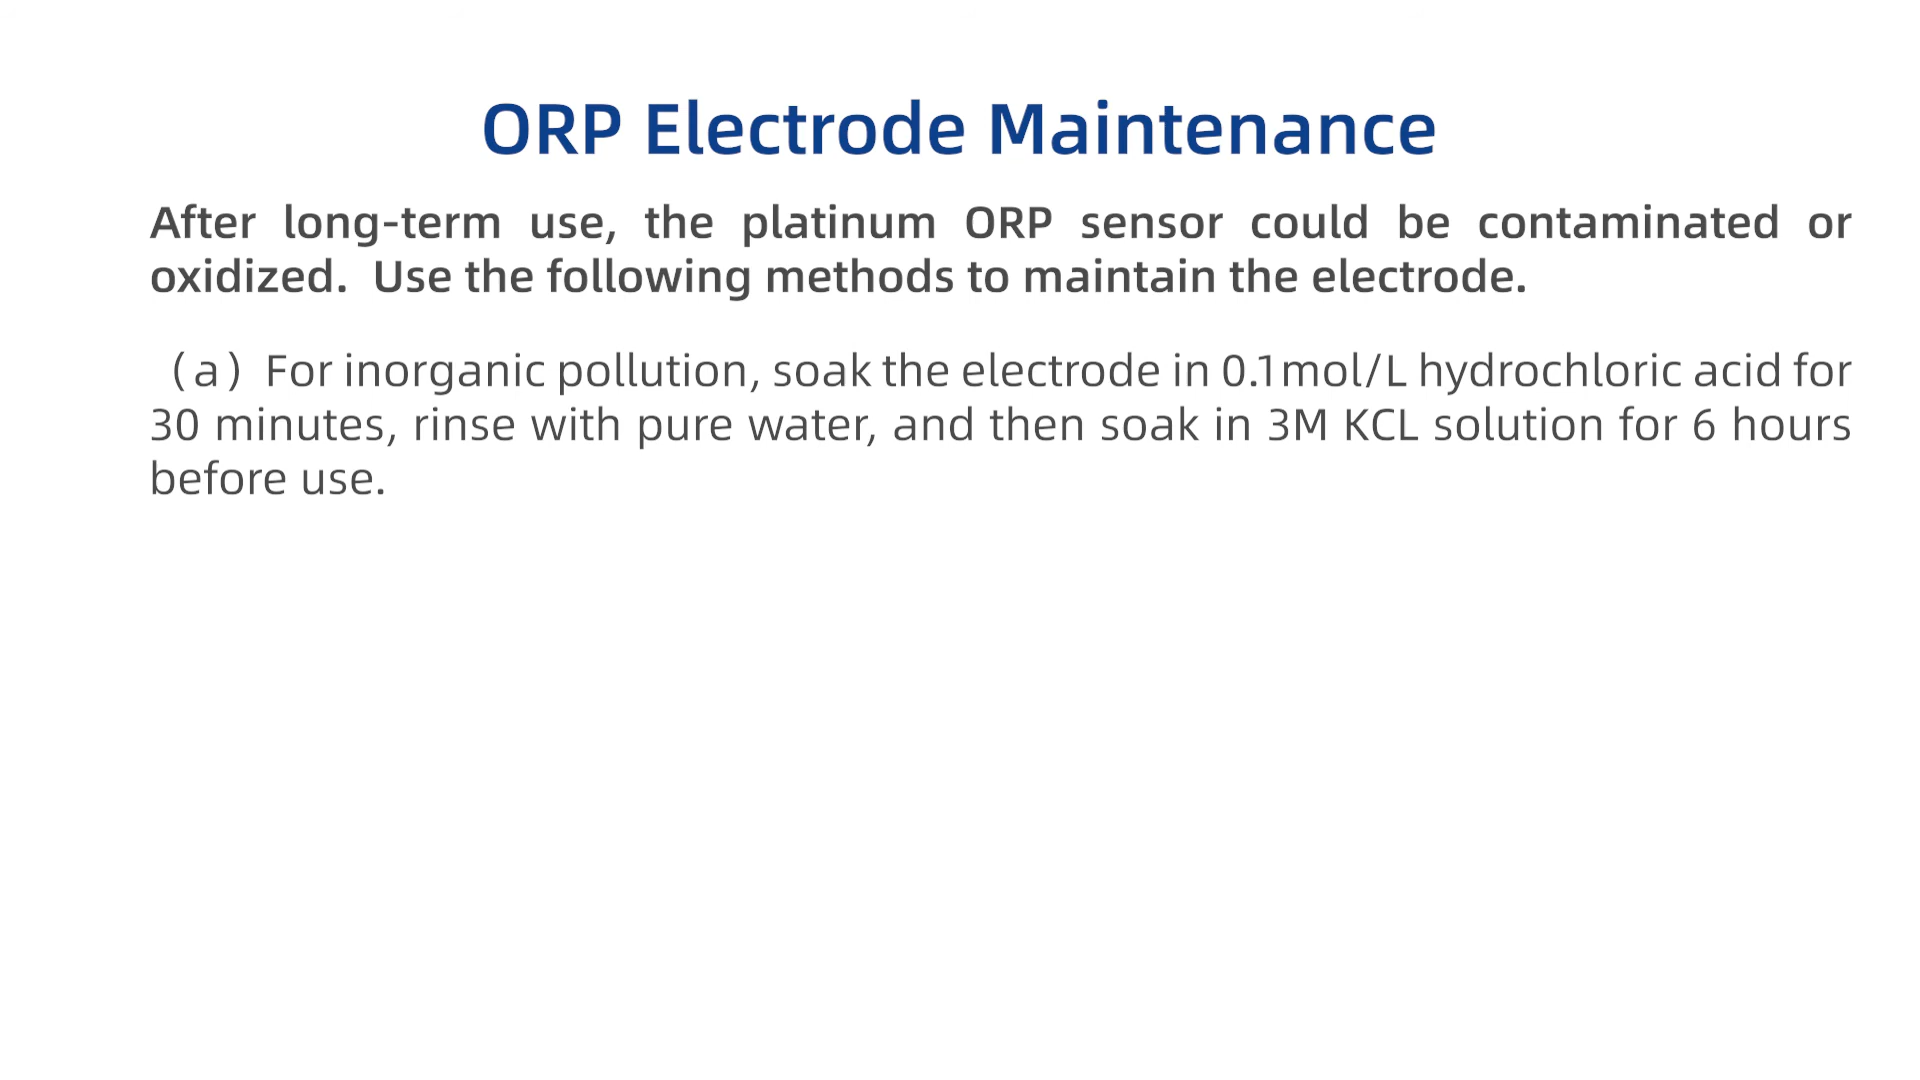 ORP Electrode Maintenance
After long-term use, the platinum ORP sensor could be contaminated or
oxidized.  Use the following methods to maintain the electrode.
（a）For inorganic pollution, soak the electrode in 0.1mol/L hydrochloric acid for
30 minutes, rinse with pure water, and then soak in 3M KCL solution for 6 hours
before use.